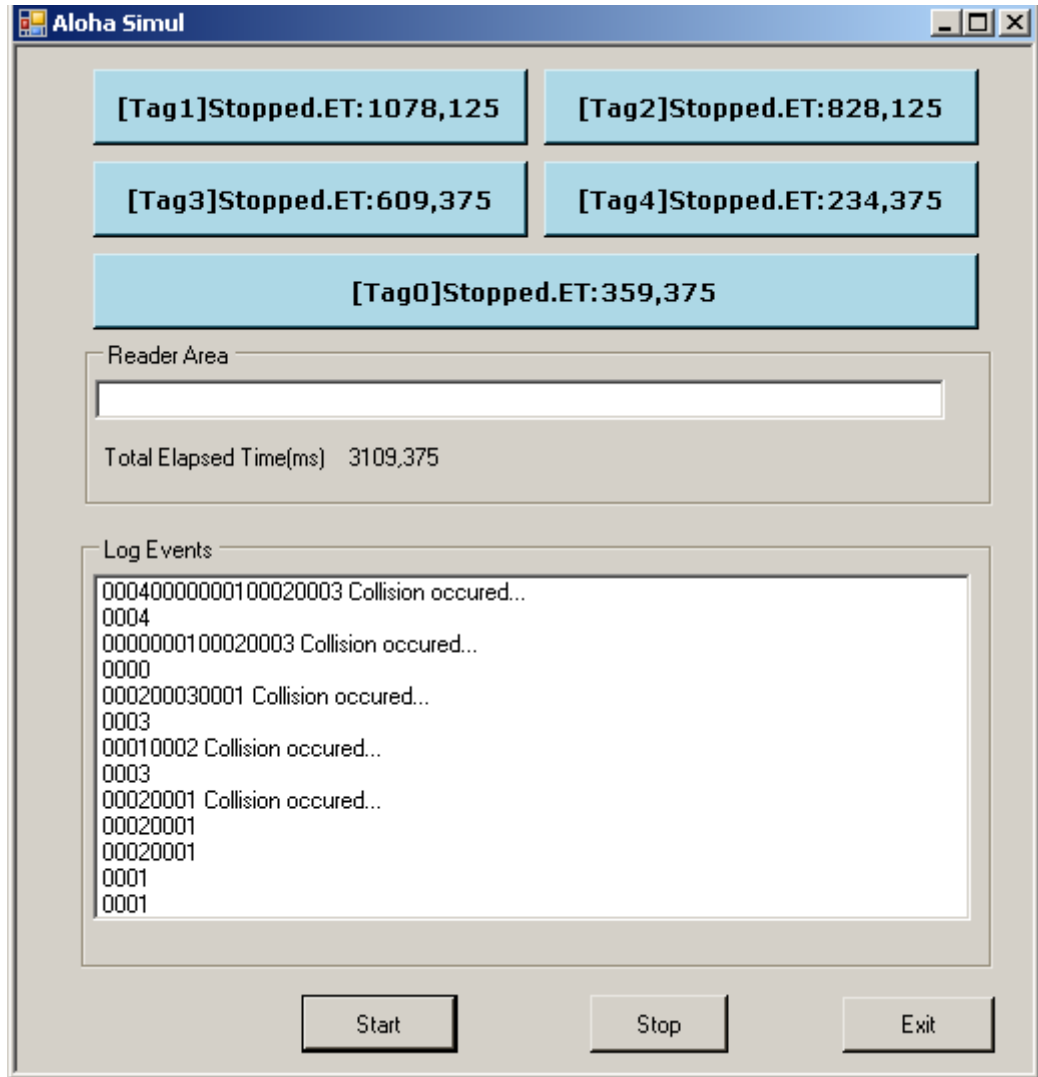 Aloha Simul
[Tag1]Stopped.ET:1078,125 [Tag2]Stopped.ET:828,125
[Tag3]Stopped.ET:609,375 [Tag4]Stopped.ET:234,375
[Tag0]Stopped.ET:359,375
Reader Area
Total Elapsed Time(ms) 3109,375
Log Events
00040000000100020003 Collision occured...
0004
0000000100020003 Collision occured...
0000
000200030001 Collision occured...
0003
00010002 Collision occured...
0003
00020001 Collision occured...
00020001
00020001
0001
0001
Start Stop Exit